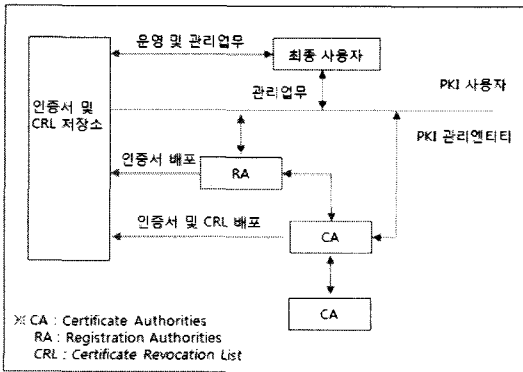 운영 및 관리업무
최종 사용자
관리업무
PKI 사용자
인증서 및
CRL 저장소
PKI 관리엔티티
인증서 배포
RA
인증서 및 CRL 배포
CA
CA
※ CA : Certificate Authorities
RA : Registration Authorities
CRL : Certificate Revocation List